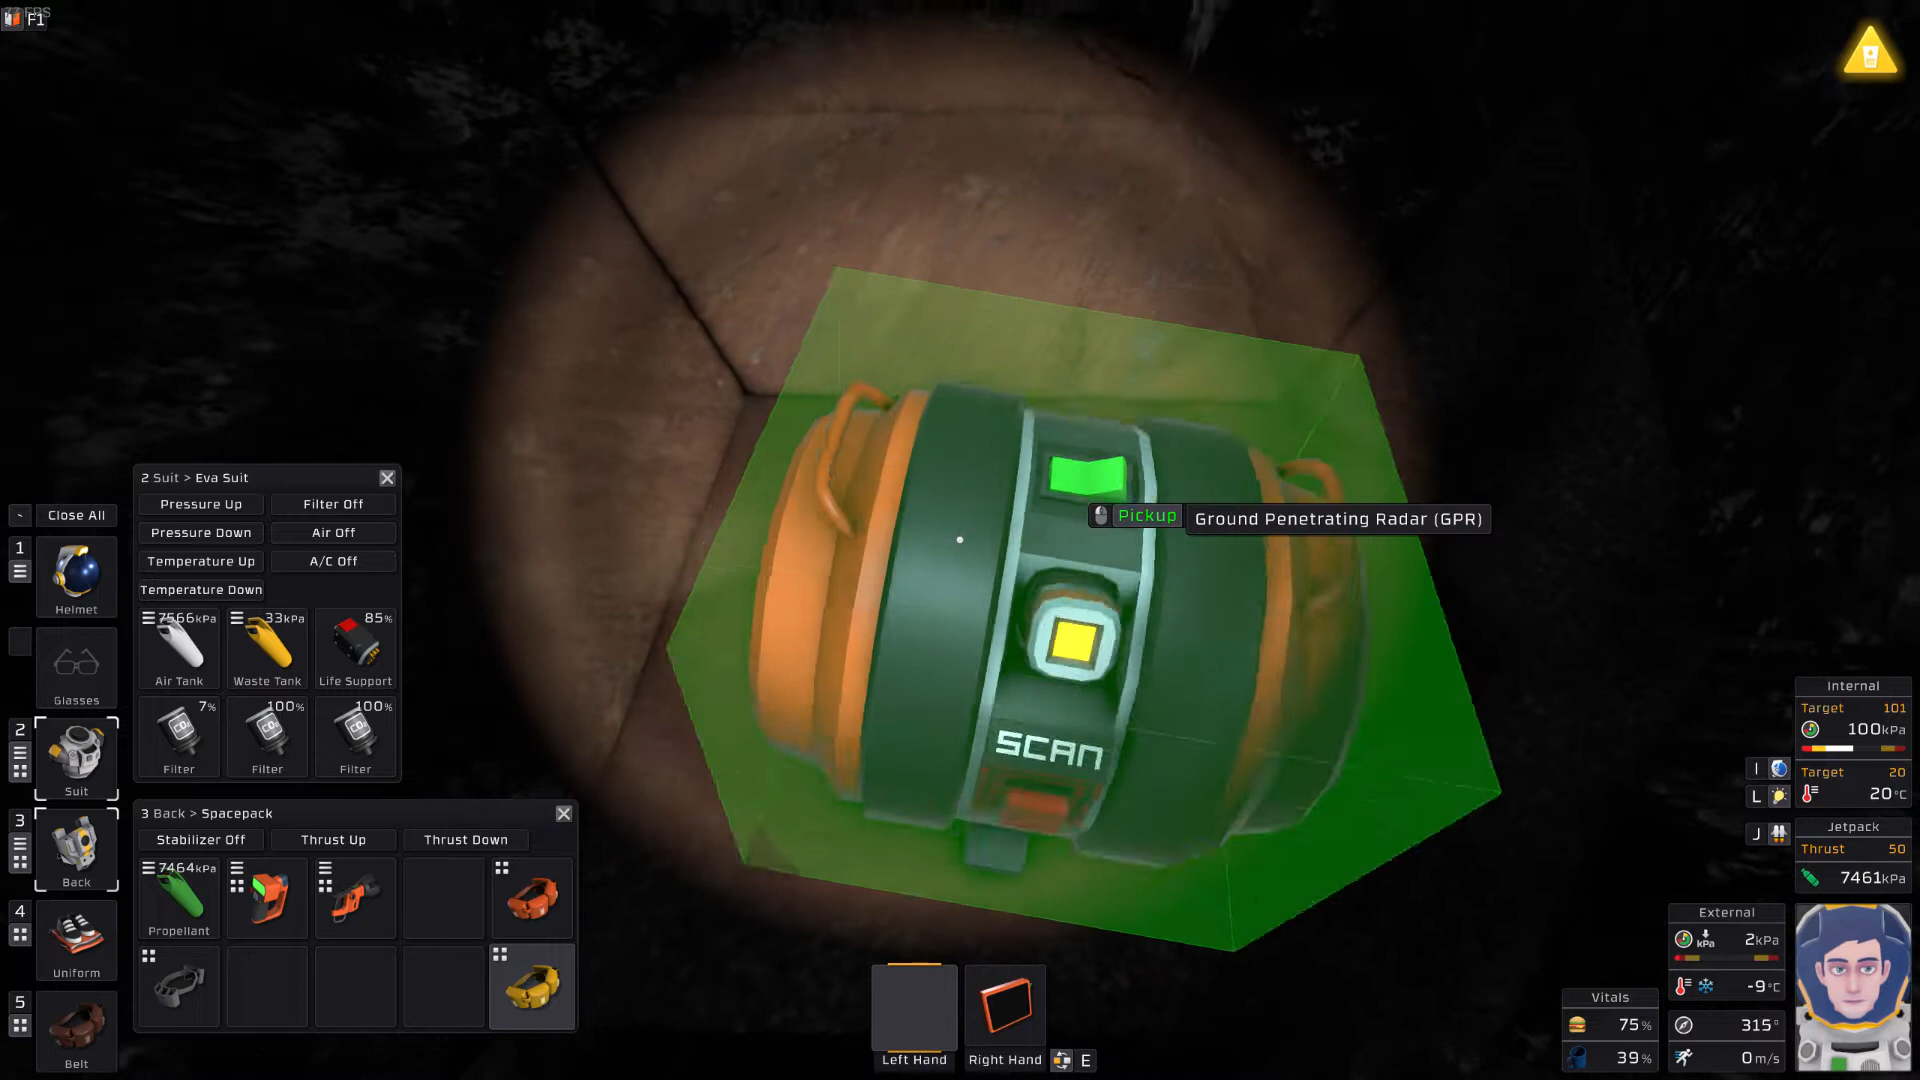 77 FPS
F1
2 Suit > Eva Suit
Pressure Up
Filter Off
Pressure Down
Air Off
Temperature Up
A/C Off
Temperature Down
7566kPa
33kPa
85%
Air Tank
Waste Tank
Life Support
7%
100%
100%
Filter
Filter
Filter
~
Close All
1
Helmet
Glasses
2
Suit
3
Back
4
Uniform
5
Belt
3 Back > Spacepack
Stabilizer Off
Thrust Up
Thrust Down
7464kPa
Propellant
Pickup
Ground Penetrating Radar (GPR)
SCAN
Left Hand
Right Hand
E
Internal
Target 101
100kPa
Target 20
20°C
I
L
J
Jetpack
Thrust 50
7461kPa
External
kPa
2kPa
-9°C
315°
0m/s
Vitals
75%
39%